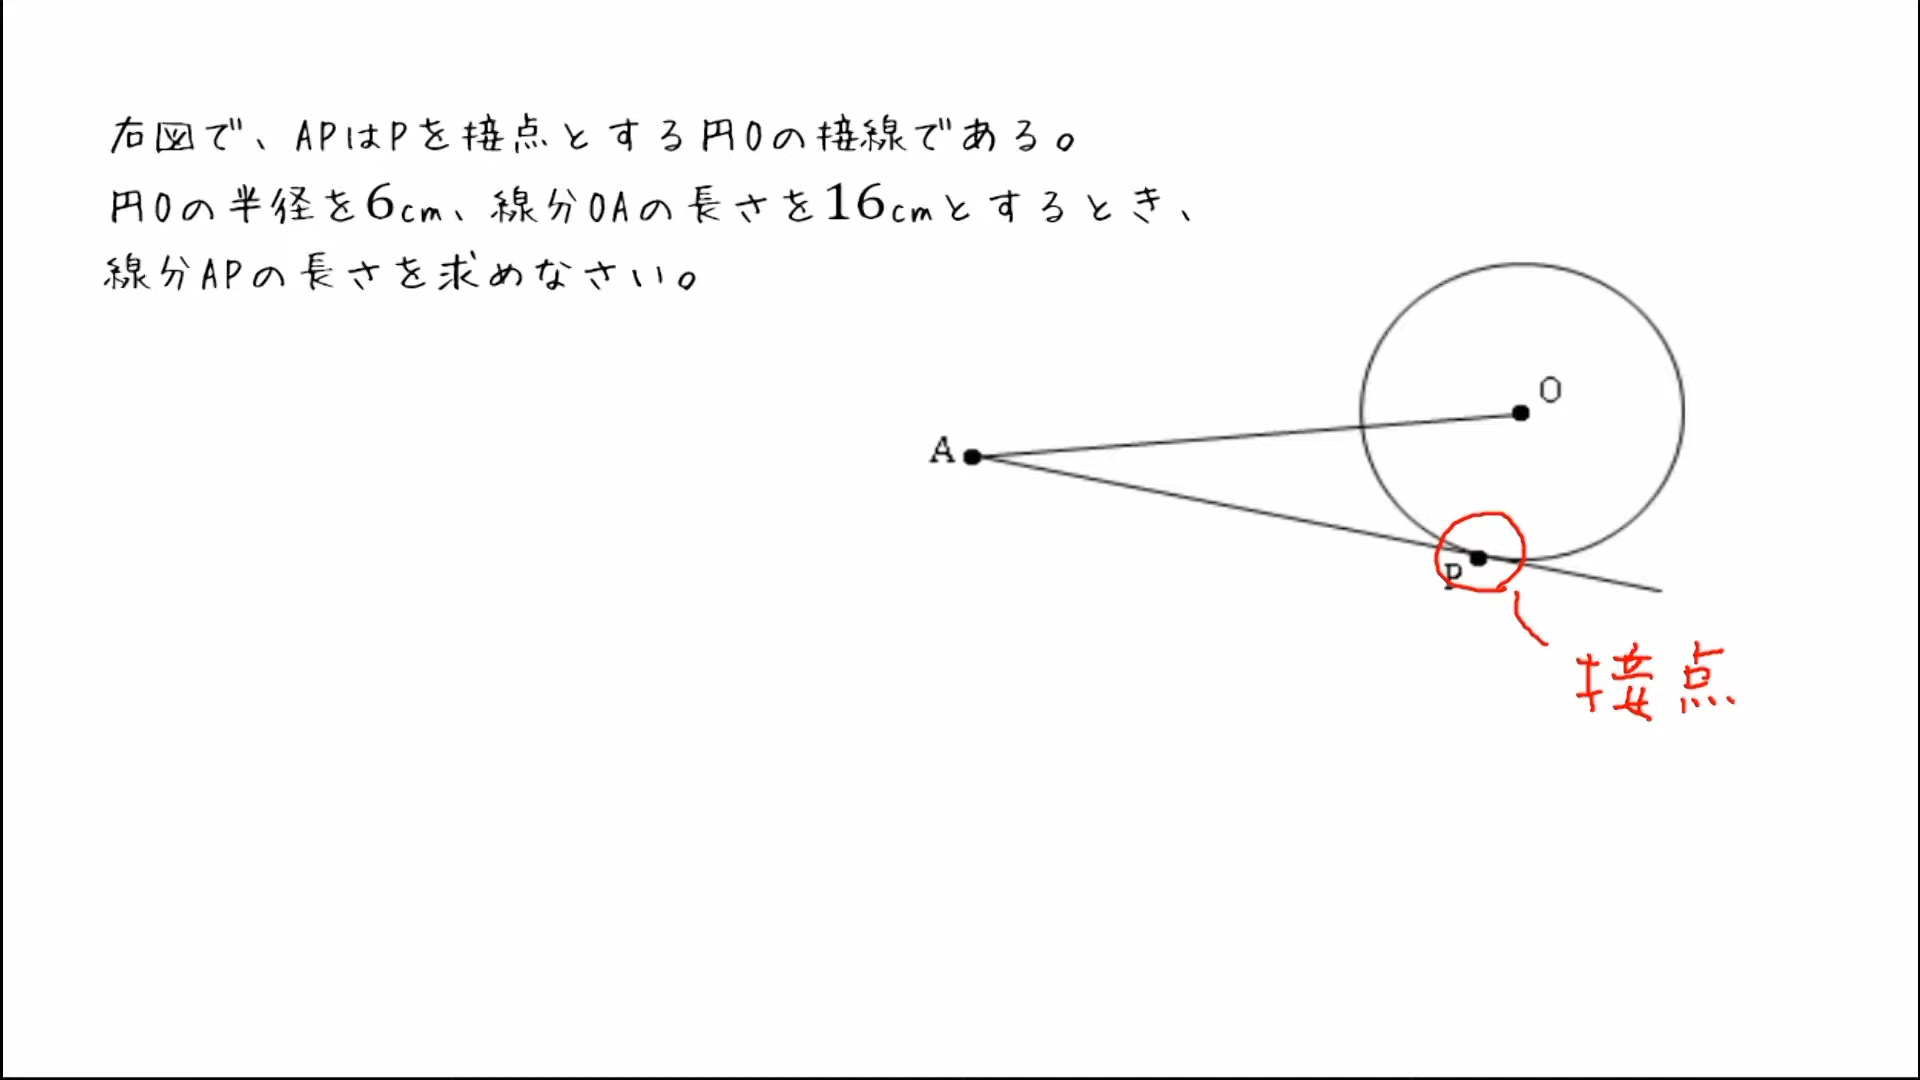 右図で、APはPを接点とする円Oの接線である。
円Oの半径を6cm、線分OAの長さを16cmとするとき、
線分APの長さを求めなさい。
O
A
P
接点